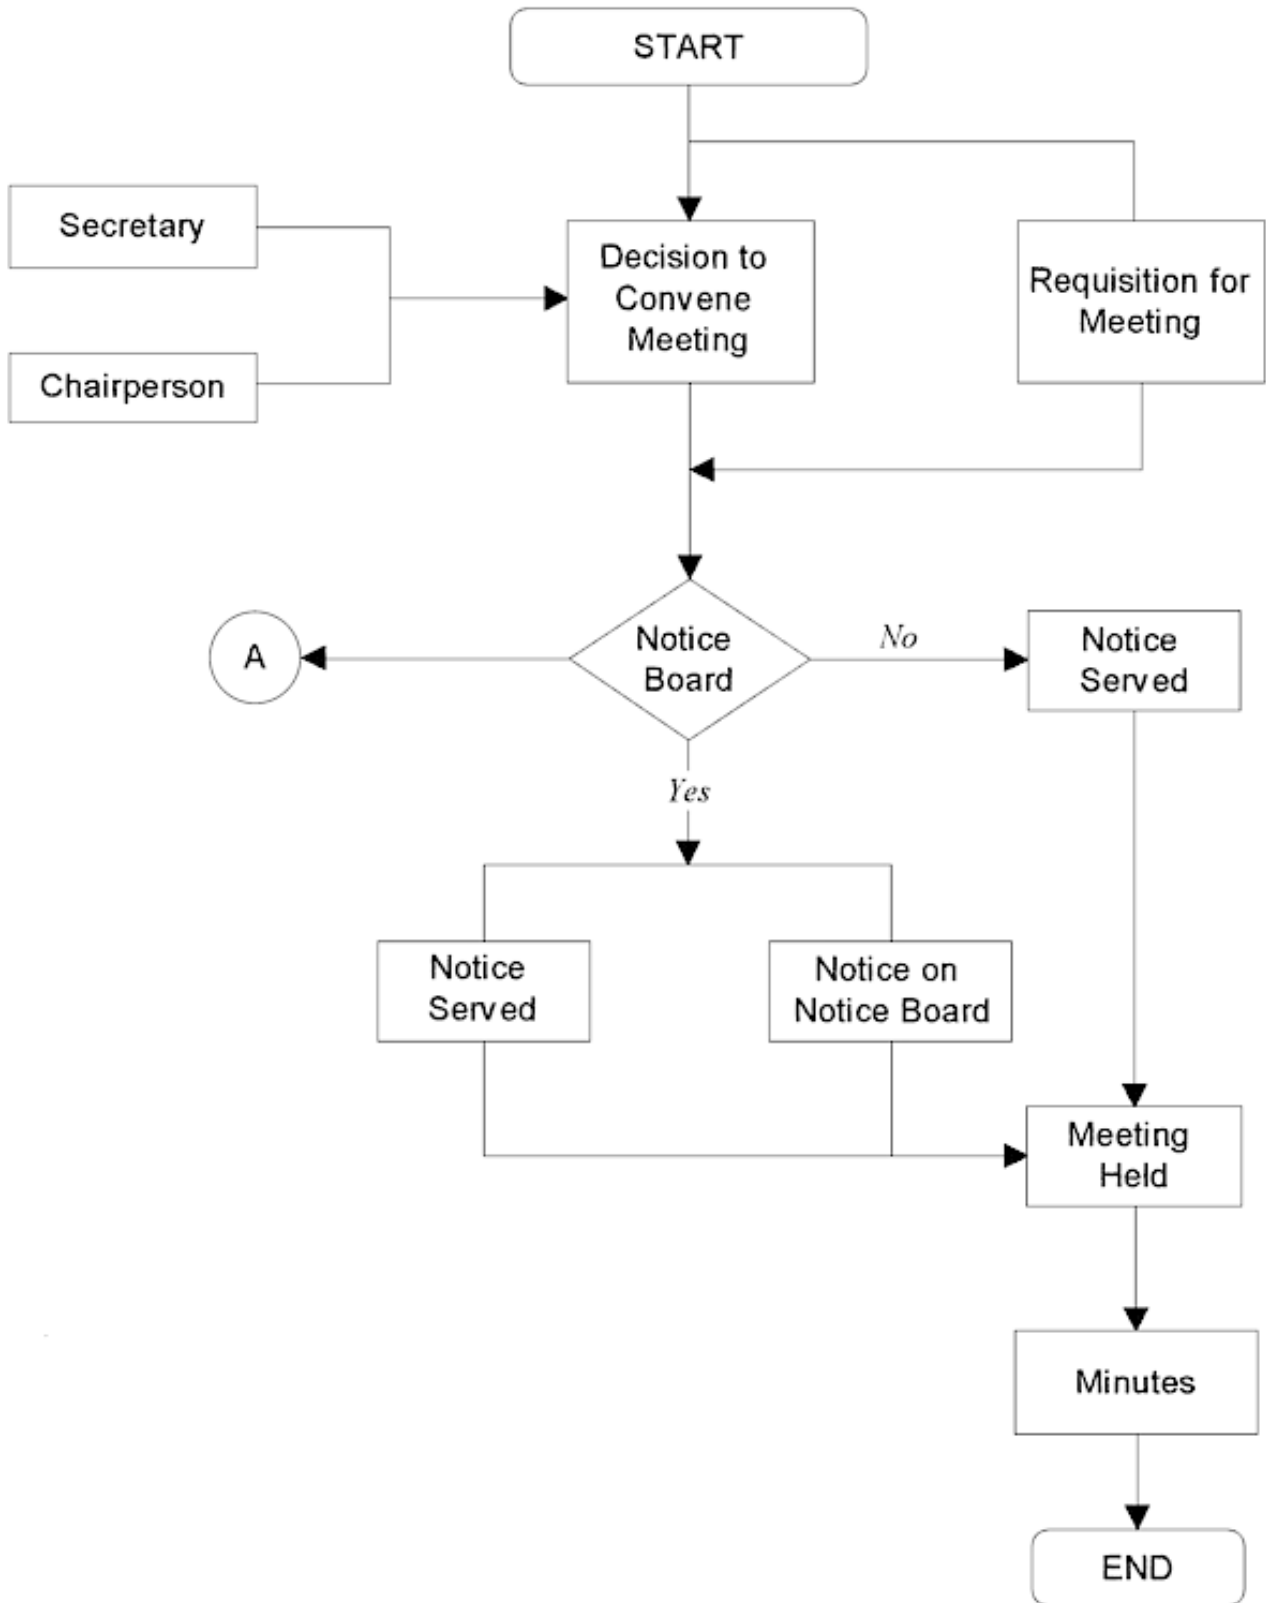 START
Secretary
Chairperson
Decision to
Convene
Meeting
Requisition for
Meeting
A
Notice
Board
No
Notice
Served
Yes
Notice
Served
Notice on
Notice Board
Meeting
Held
Minutes
END